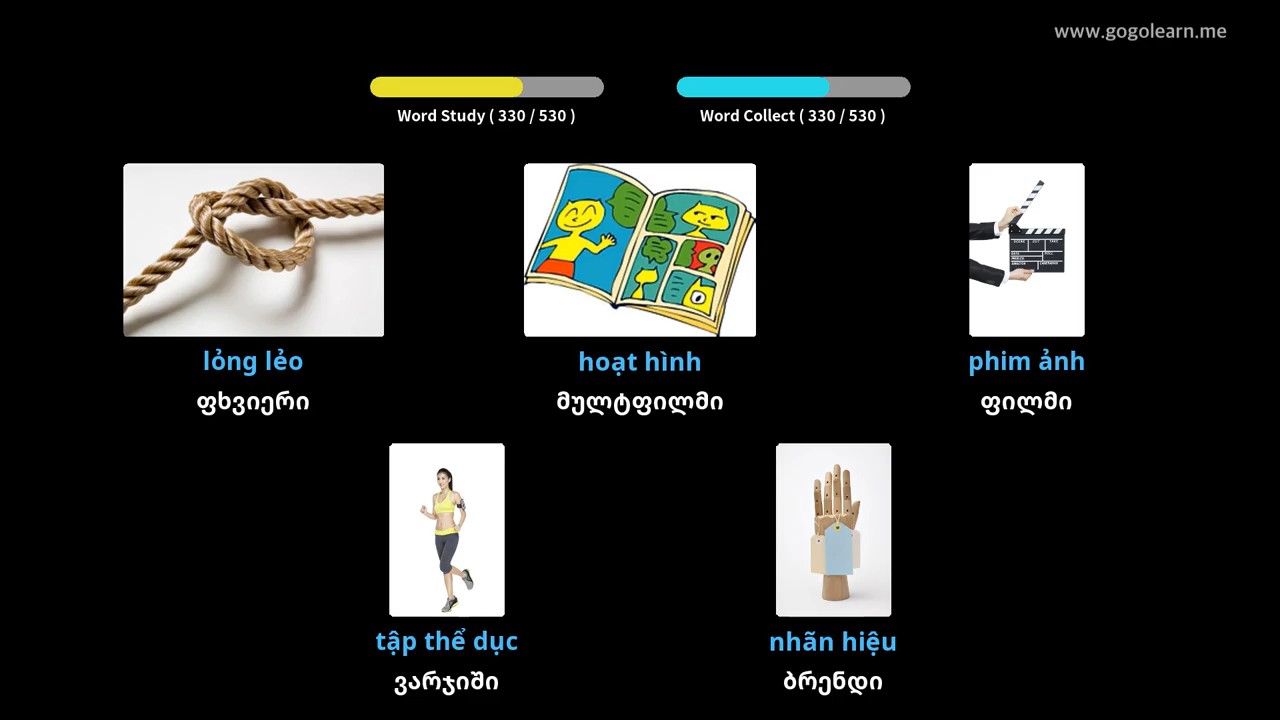 www.gogolearn.me
Word Study ( 330 / 530 )
Word Collect ( 330 / 530 )
lỏng lẻo
ფხვიერი
hoạt hình
მულტფილმი
phim ảnh
ფილმი
tập thể dục
ვარჯიში
nhãn hiệu
ბრენდი